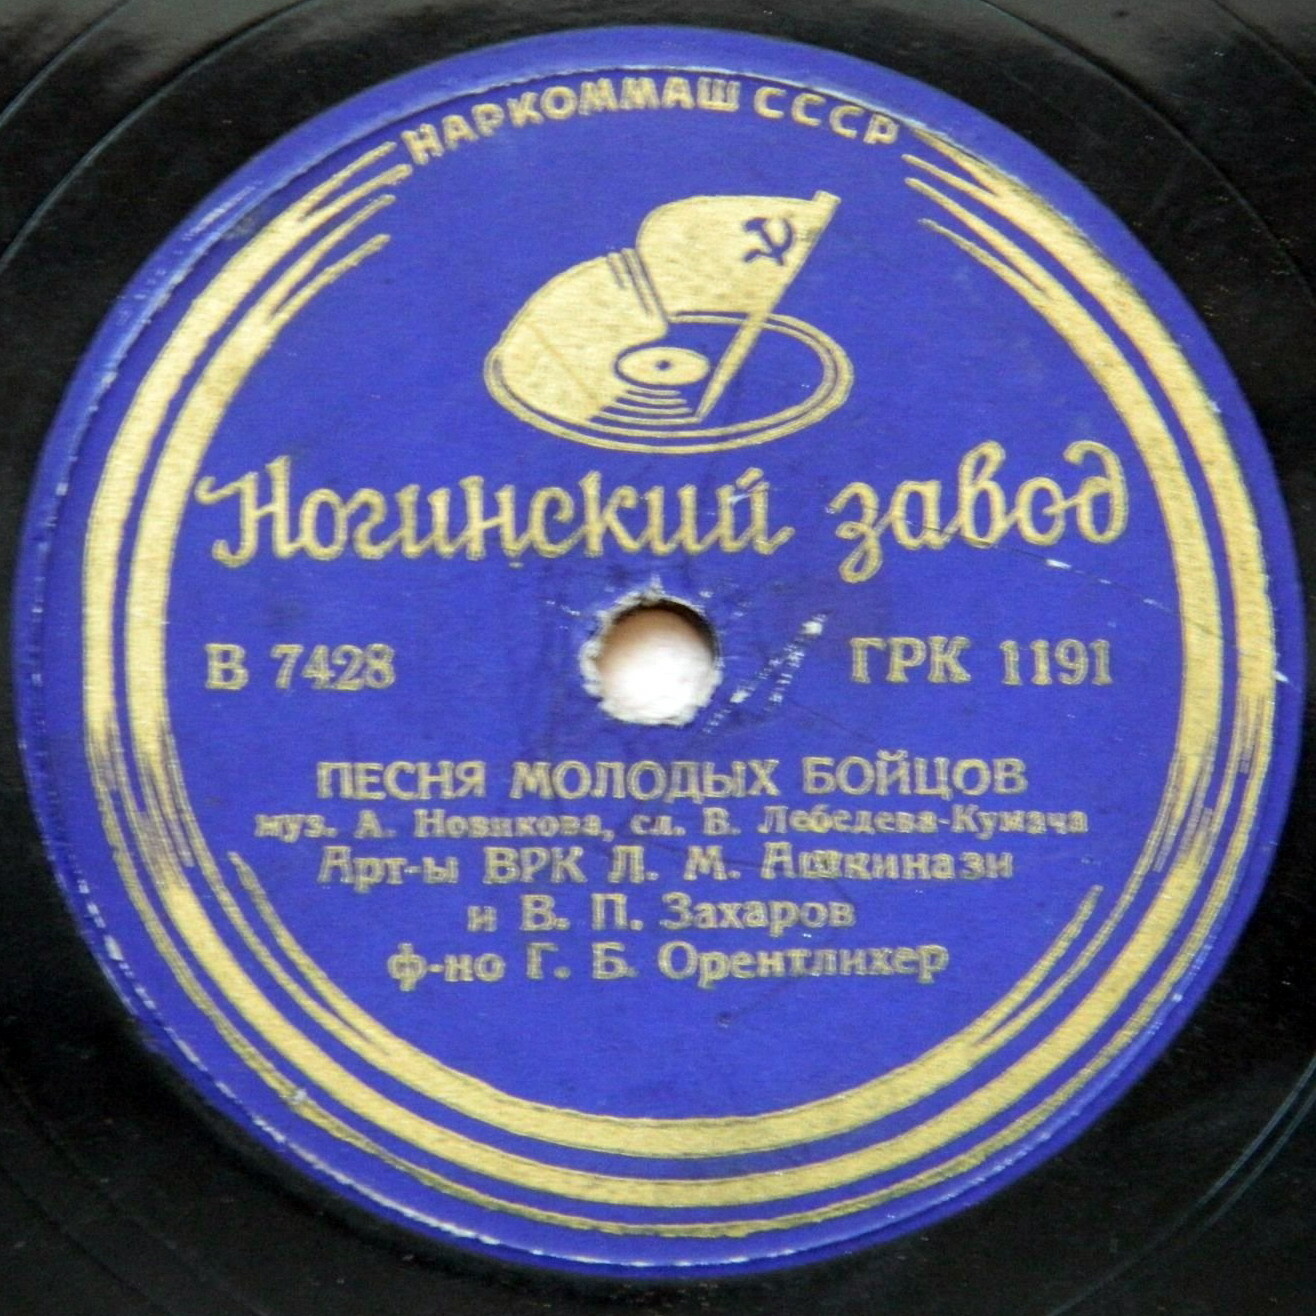 НАРКОММАШ СССР
Ногинский завод
В 7428 ГРК 1191
ПЕСНЯ МОЛОДЫХ БОЙЦОВ
муз. А. Новикова, сл. В. Лебедева-Кумача
Арт-ы ВРК Л. М. Ашкинази
и В. П. Захаров
ф-но Г. Б. Орентлихер